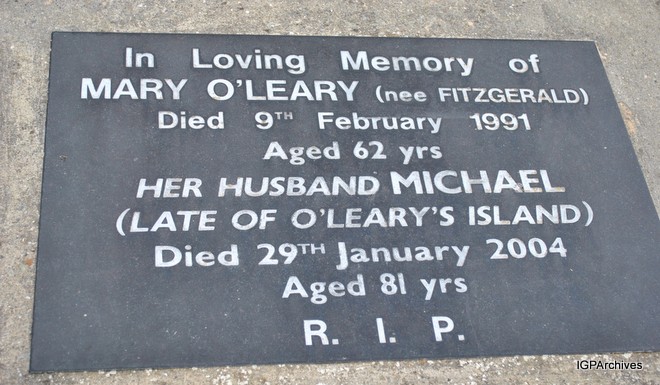 In Loving Memory of
MARY O'LEARY (nee FITZGERALD)
Died 9TH February 1991
Aged 62 yrs
HER HUSBAND MICHAEL
(LATE OF O'LEARY'S ISLAND)
Died 29TH January 2004
Aged 81 yrs
R. I. P.
IGPArchives